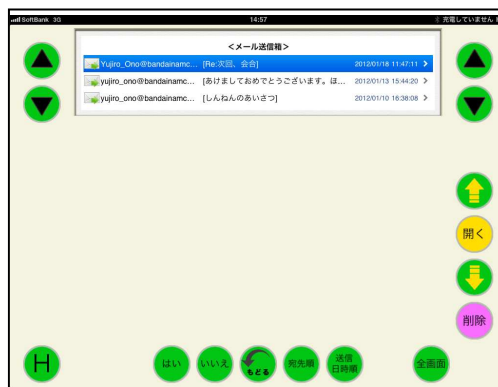 SoftBank 3G 14:57 充電していません
<メール送信箱>
Yujiro_Ono@bandainamc... [Re:次回、会合] 2012/01/18 11:47:11
yujiro_ono@bandainamc... [あけましておめでとうございます。ほ... 2012/01/13 15:44:20
yujiro_ono@bandainamc... [しんねんのあいさつ] 2012/01/10 16:38:08
開く
削除
H はい いいえ もどる 宛先順 送信 全画面
日時順